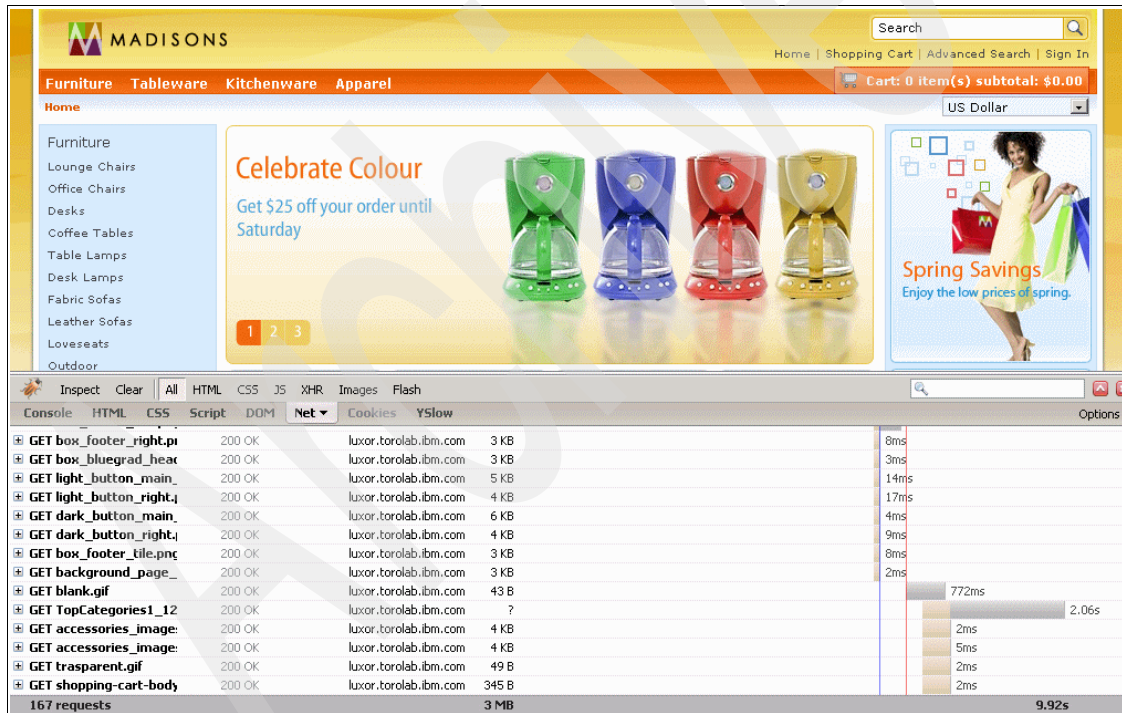 MADISONS
Search
Home | Shopping Cart | Advanced Search | Sign In
Furniture Tableware Kitchenware Apparel
Cart: 0 item(s) subtotal: $0.00
Home
US Dollar
Furniture
Lounge Chairs
Office Chairs
Desks
Coffee Tables
Table Lamps
Desk Lamps
Fabric Sofas
Leather Sofas
Loveseats
Outdoor
Celebrate Colour
Get $25 off your order until
Saturday
1 2 3
Spring Savings
Enjoy the low prices of spring.
Inspect Clear All HTML CSS JS XHR Images Flash
Console HTML CSS Script DOM Net Cookies YSlow Options
GET box_footer_right.pr 200 OK luxor.torolab.ibm.com 3 KB 8ms
GET box_bluegrad_head 200 OK luxor.torolab.ibm.com 3 KB 3ms
GET light_button_main_ 200 OK luxor.torolab.ibm.com 5 KB 14ms
GET light_button_right.p 200 OK luxor.torolab.ibm.com 4 KB 17ms
GET dark_button_main_ 200 OK luxor.torolab.ibm.com 6 KB 4ms
GET dark_button_right.p 200 OK luxor.torolab.ibm.com 4 KB 9ms
GET box_footer_tile.png 200 OK luxor.torolab.ibm.com 3 KB 8ms
GET background_page_ 200 OK luxor.torolab.ibm.com 3 KB 2ms
GET blank.gif 200 OK luxor.torolab.ibm.com 43 B 772ms
GET TopCategories1_12 200 OK luxor.torolab.ibm.com ? 2.06s
GET accessories_image: 200 OK luxor.torolab.ibm.com 4 KB 2ms
GET accessories_image: 200 OK luxor.torolab.ibm.com 4 KB 5ms
GET trasparent.gif 200 OK luxor.torolab.ibm.com 49 B 2ms
GET shopping-cart-body 200 OK luxor.torolab.ibm.com 345 B 2ms
167 requests 3 MB 9.92s